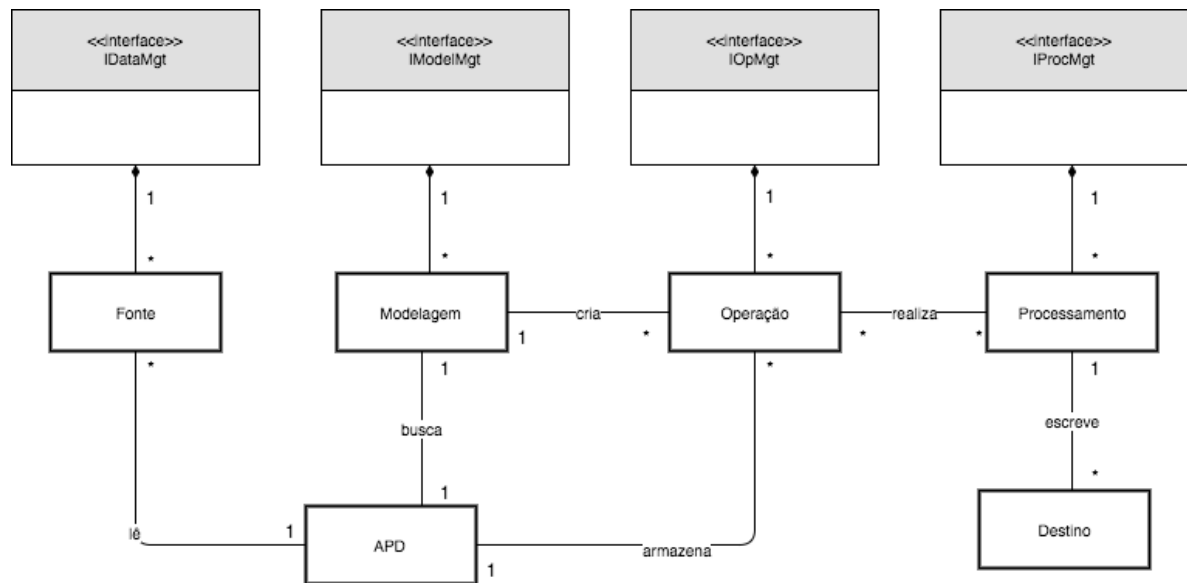 <<interface>>
IDataMgt
<<interface>>
IModelMgt
<<interface>>
IOpMgt
<<interface>>
IProcMgt
1
1
1
1
*
*
*
*
Fonte
Modelagem
cria
Operação
realiza
Processamento
1
*
*
*
*
1
*
1
busca
escreve
1
*
lê
1
APD
1
armazena
Destino